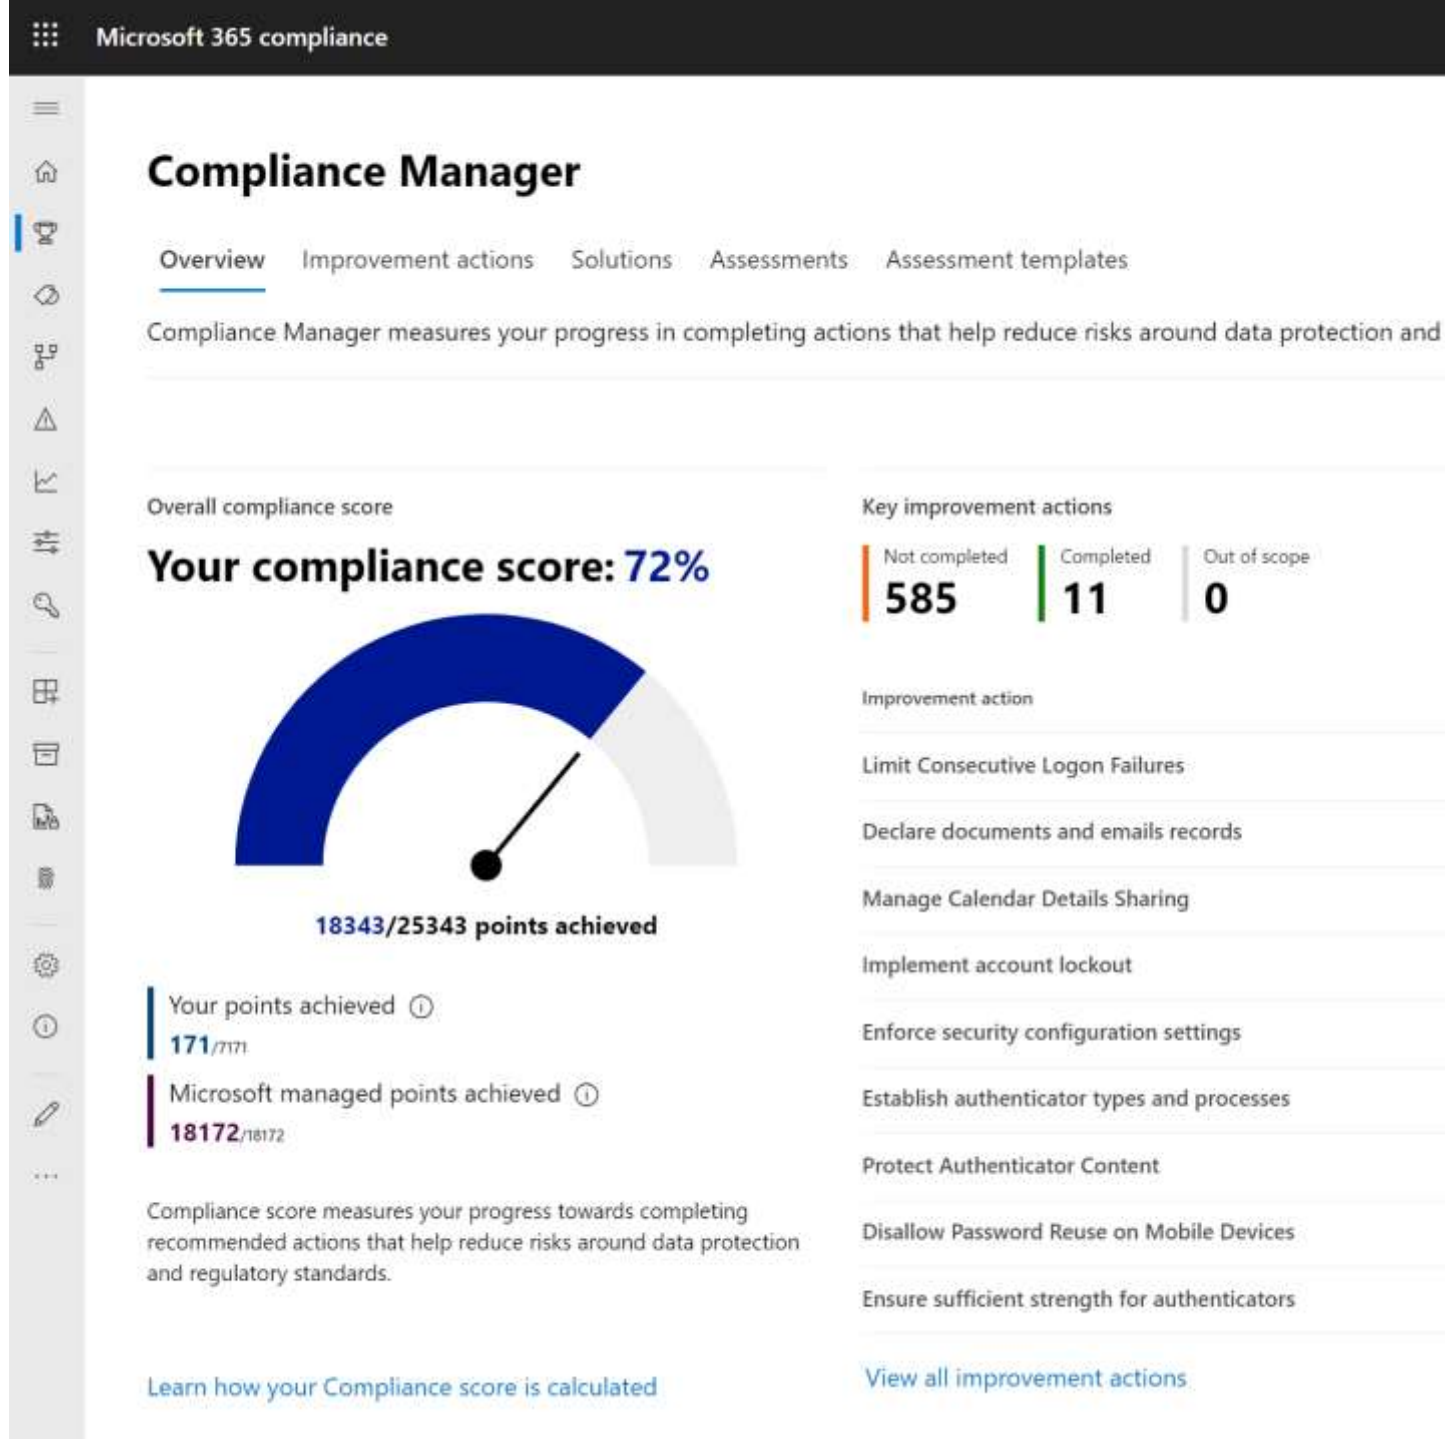 Microsoft 365 compliance
Compliance Manager
Overview Improvement actions Solutions Assessments Assessment templates
Compliance Manager measures your progress in completing actions that help reduce risks around data protection and
Overall compliance score
Your compliance score: 72%
18343/25343 points achieved
Your points achieved
171/7171
Microsoft managed points achieved
18172/18172
Compliance score measures your progress towards completing
recommended actions that help reduce risks around data protection
and regulatory standards.
Learn how your Compliance score is calculated
Key improvement actions
Not completed Completed Out of scope
585 11 0
Improvement action
Limit Consecutive Logon Failures
Declare documents and emails records
Manage Calendar Details Sharing
Implement account lockout
Enforce security configuration settings
Establish authenticator types and processes
Protect Authenticator Content
Disallow Password Reuse on Mobile Devices
Ensure sufficient strength for authenticators
View all improvement actions